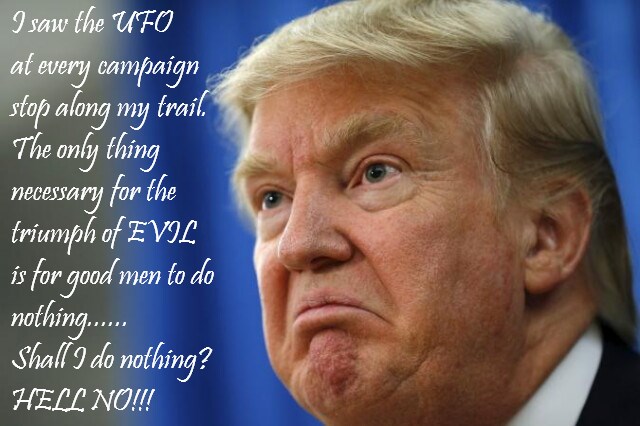 I saw the UFO
at every campaign
stop along my trail.
The only thing
necessary for the
triumph of EVIL
is for good men to do
nothing......
Shall I do nothing?
HELL NO!!!